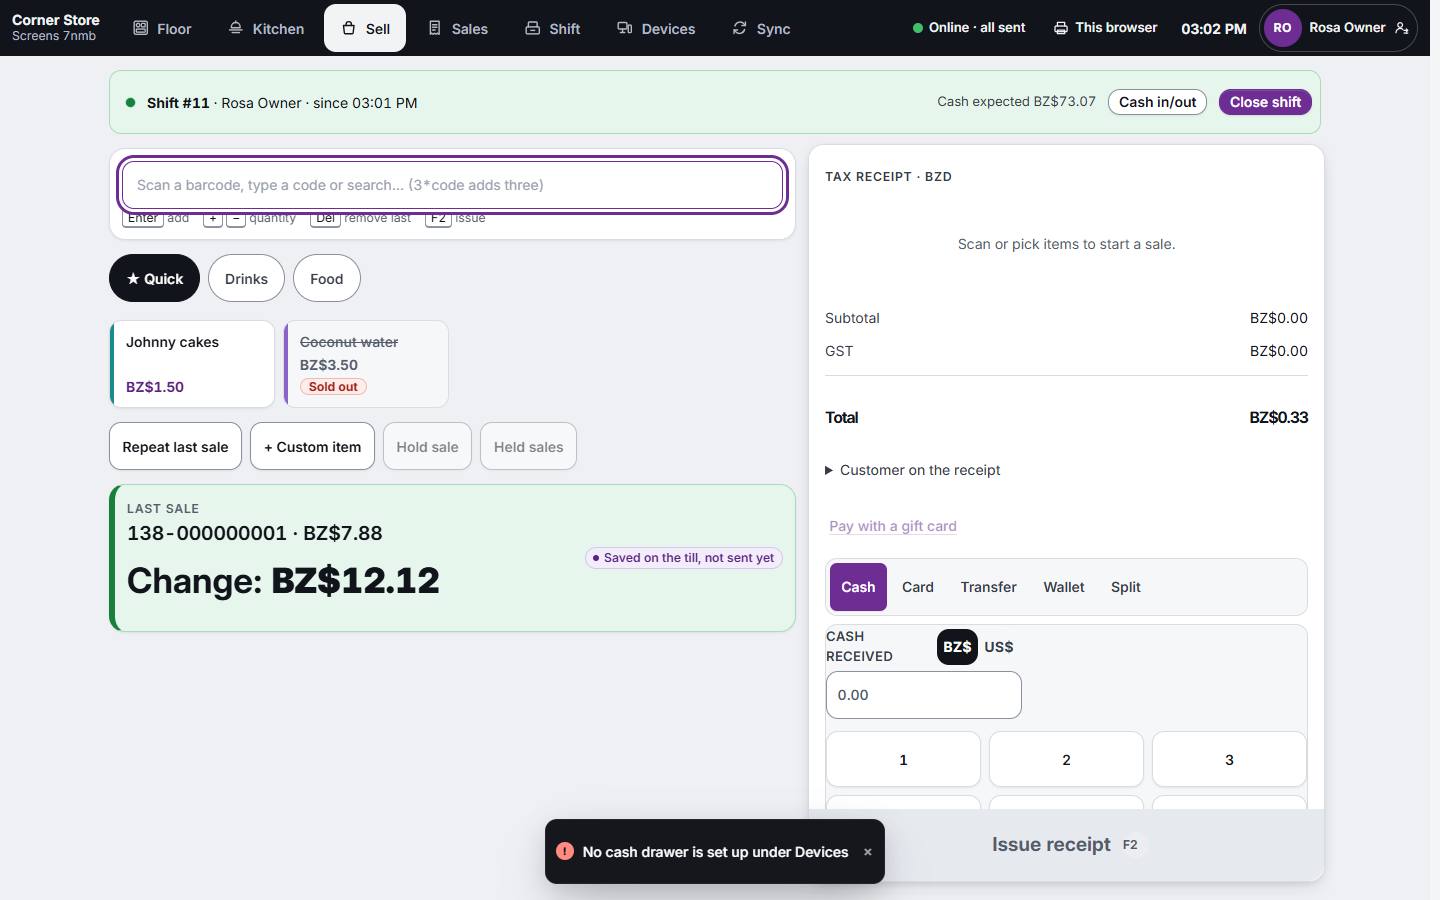 Corner Store
Screens 7nmb
Floor
Kitchen
Sell
Sales
Shift
Devices
Sync
Online · all sent
This browser
03:02 PM
RO
Rosa Owner
Shift #11 · Rosa Owner · since 03:01 PM
Cash expected BZ$73.07
Cash in/out
Close shift
Scan a barcode, type a code or search... (3*code adds three)
Enter add + − quantity Del remove last F2 issue
★ Quick
Drinks
Food
Johnny cakes
BZ$1.50
Coconut water
BZ$3.50
Sold out
Repeat last sale
+ Custom item
Hold sale
Held sales
LAST SALE
138-000000001 · BZ$7.88
Saved on the till, not sent yet
Change: BZ$12.12
TAX RECEIPT · BZD
Scan or pick items to start a sale.
Subtotal BZ$0.00
GST BZ$0.00
Total BZ$0.33
Customer on the receipt
Pay with a gift card
Cash
Card
Transfer
Wallet
Split
CASH
RECEIVED
BZ$ US$
0.00
1 2 3
Issue receipt F2
! No cash drawer is set up under Devices ×